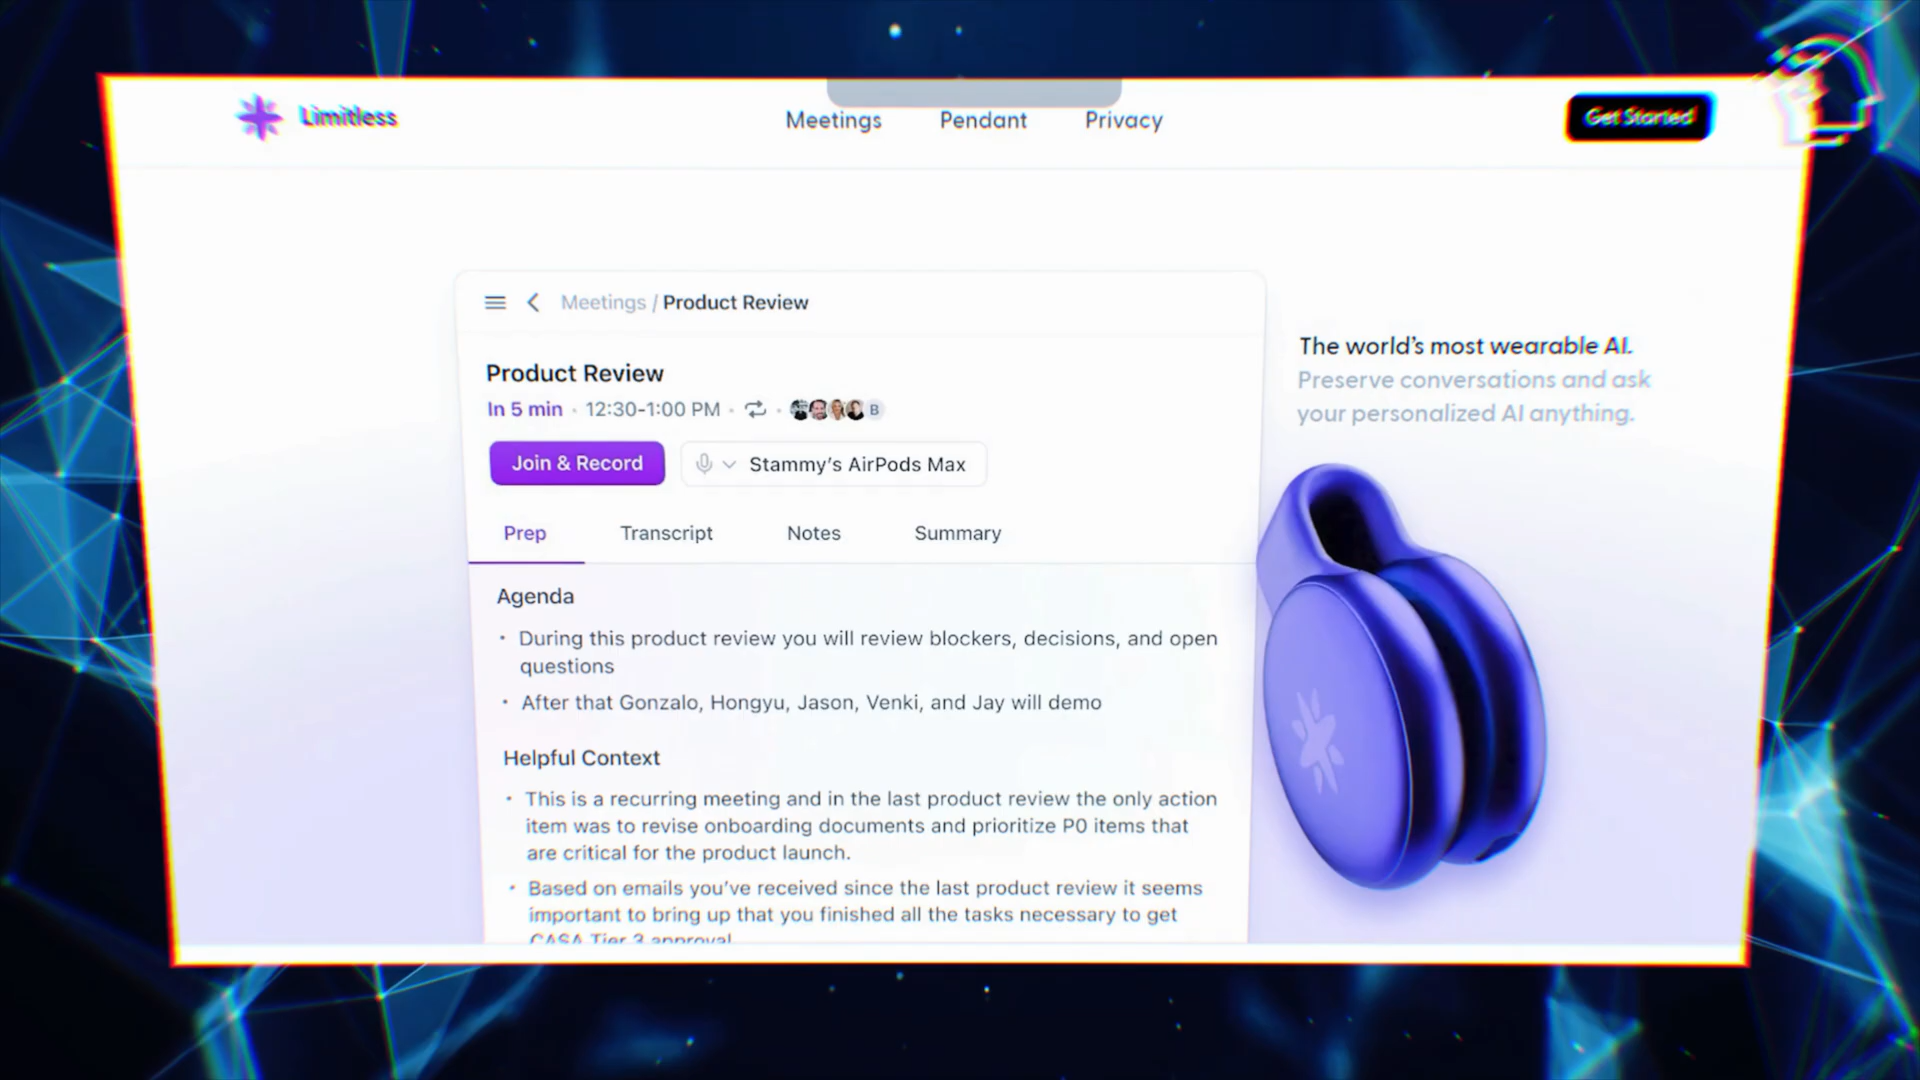 Limitless
Meetings
Pendant
Privacy
Get Started
Meetings / Product Review
Product Review
In 5 min · 12:30-1:00 PM · · B
Join & Record
Stammy’s AirPods Max
Prep
Transcript
Notes
Summary
Agenda
• During this product review you will review blockers, decisions, and open
questions
• After that Gonzalo, Hongyu, Jason, Venki, and Jay will demo
Helpful Context
• This is a recurring meeting and in the last product review the only action
item was to revise onboarding documents and prioritize P0 items that
are critical for the product launch.
• Based on emails you’ve received since the last product review it seems
important to bring up that you finished all the tasks necessary to get
CASA Tier 3 approval
The world’s most wearable AI.
Preserve conversations and ask
your personalized AI anything.